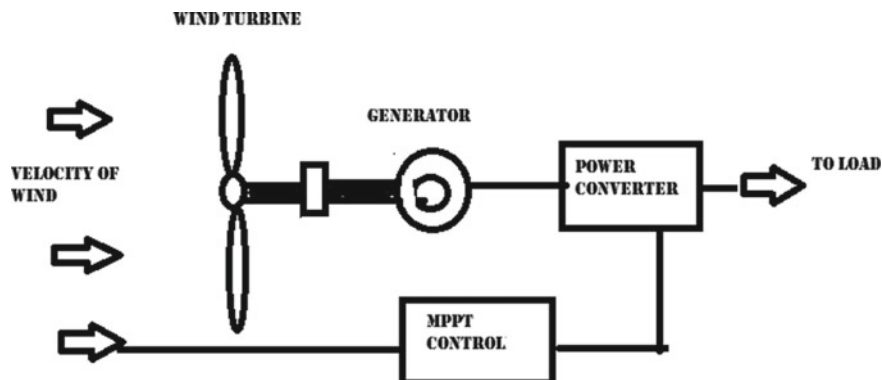 WIND TURBINE
GENERATOR
VELOCITY OF
WIND
POWER
CONVERTER
TO LOAD
MPPT
CONTROL